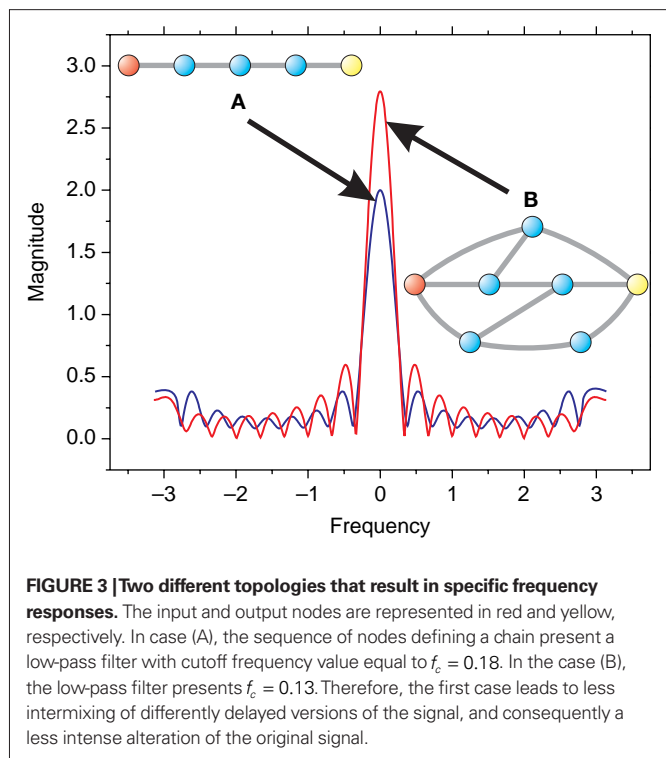 3.0
A
2.5
B
2.0
Magnitude
1.5
1.0
0.5
0.0
−3 −2 −1 0 1 2 3
Frequency
FIGURE 3 | Two different topologies that result in specific frequency
responses. The input and output nodes are represented in red and yellow,
respectively. In case (A), the sequence of nodes defining a chain present a
low-pass filter with cutoff frequency value equal to f_c = 0.18. In the case (B),
the low-pass filter presents f_c = 0.13. Therefore, the first case leads to less
intermixing of differently delayed versions of the signal, and consequently a
less intense alteration of the original signal.